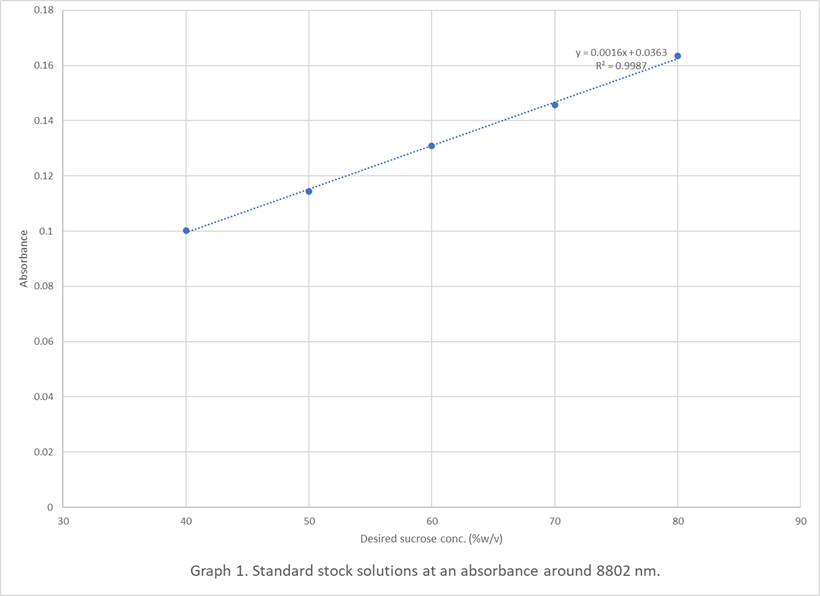 0.18
0.16
0.14
0.12
0.1
0.08
0.06
0.04
0.02
0
Absorbance
y = 0.0016x + 0.0363
R² = 0.9987
30 40 50 60 70 80 90
Desired sucrose conc. (%w/v)
Graph 1. Standard stock solutions at an absorbance around 8802 nm.